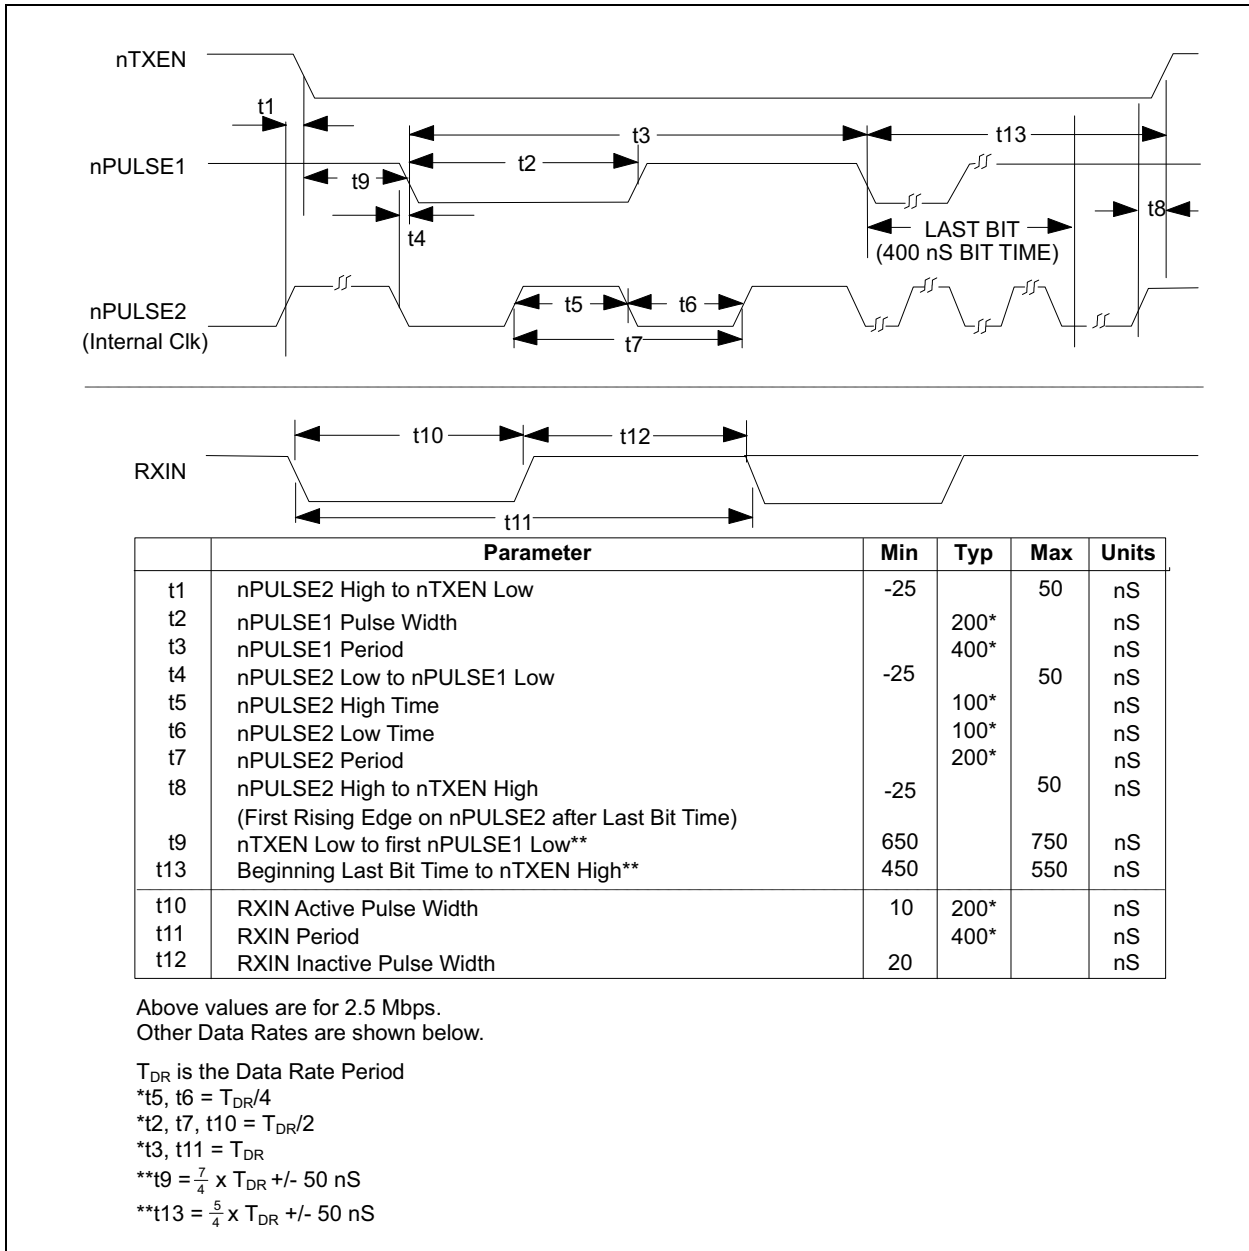 nTXEN
t1
t3
t13
nPULSE1
t2
t9
t8
t4
LAST BIT
(400 nS BIT TIME)
nPULSE2
(Internal Clk)
t5
t6
t7
t10
t12
RXIN
t11
Parameter Min Typ Max Units
t1 nPULSE2 High to nTXEN Low -25 50 nS
t2 nPULSE1 Pulse Width 200* nS
t3 nPULSE1 Period 400* nS
t4 nPULSE2 Low to nPULSE1 Low -25 50 nS
t5 nPULSE2 High Time 100* nS
t6 nPULSE2 Low Time 100* nS
t7 nPULSE2 Period 200* nS
t8 nPULSE2 High to nTXEN High -25 50 nS
(First Rising Edge on nPULSE2 after Last Bit Time)
t9 nTXEN Low to first nPULSE1 Low** 650 750 nS
t13 Beginning Last Bit Time to nTXEN High** 450 550 nS
t10 RXIN Active Pulse Width 10 200* nS
t11 RXIN Period 400* nS
t12 RXIN Inactive Pulse Width 20 nS
Above values are for 2.5 Mbps.
Other Data Rates are shown below.
T_DR is the Data Rate Period
*t5, t6 = T_DR/4
*t2, t7, t10 = T_DR/2
*t3, t11 = T_DR
**t9 = 7/4 x T_DR +/- 50 nS
**t13 = 5/4 x T_DR +/- 50 nS